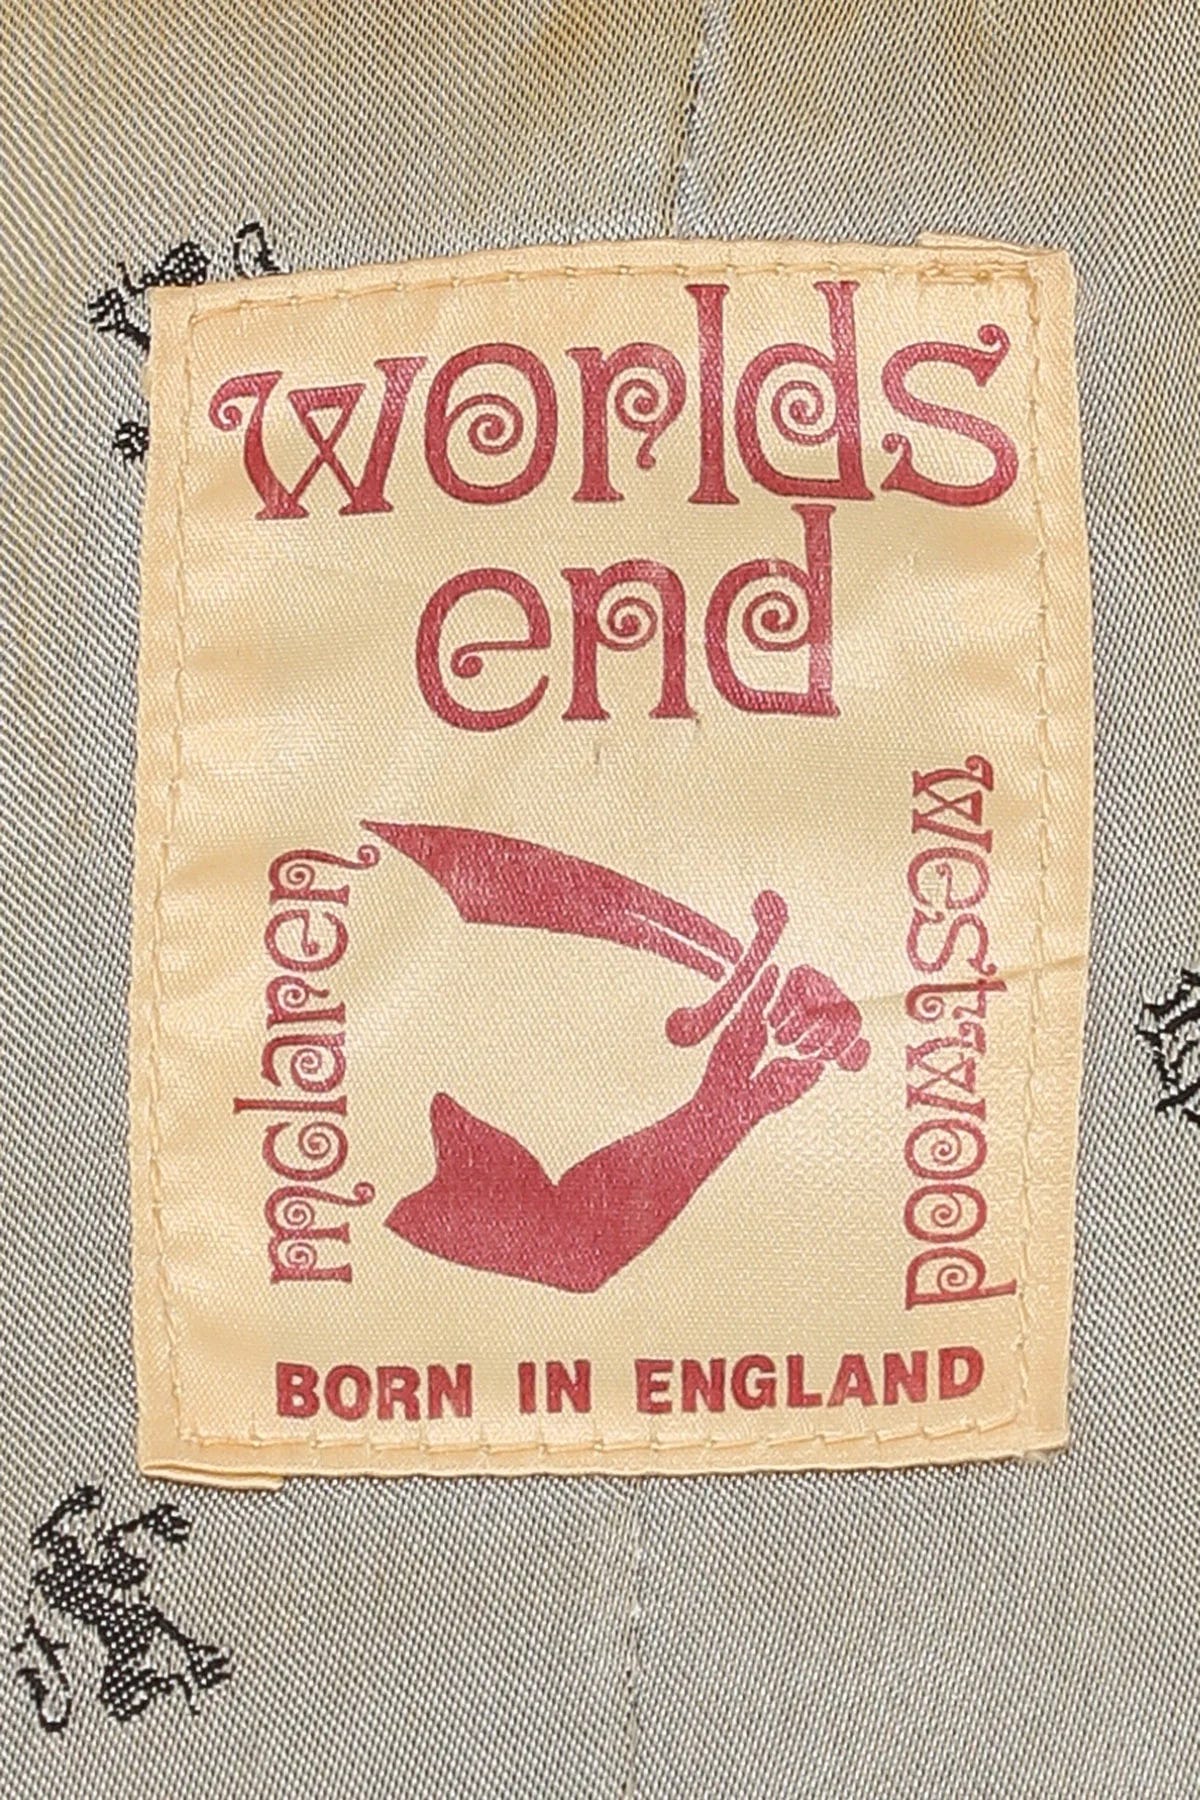 worlds
end
mclaren
westwood
BORN IN ENGLAND